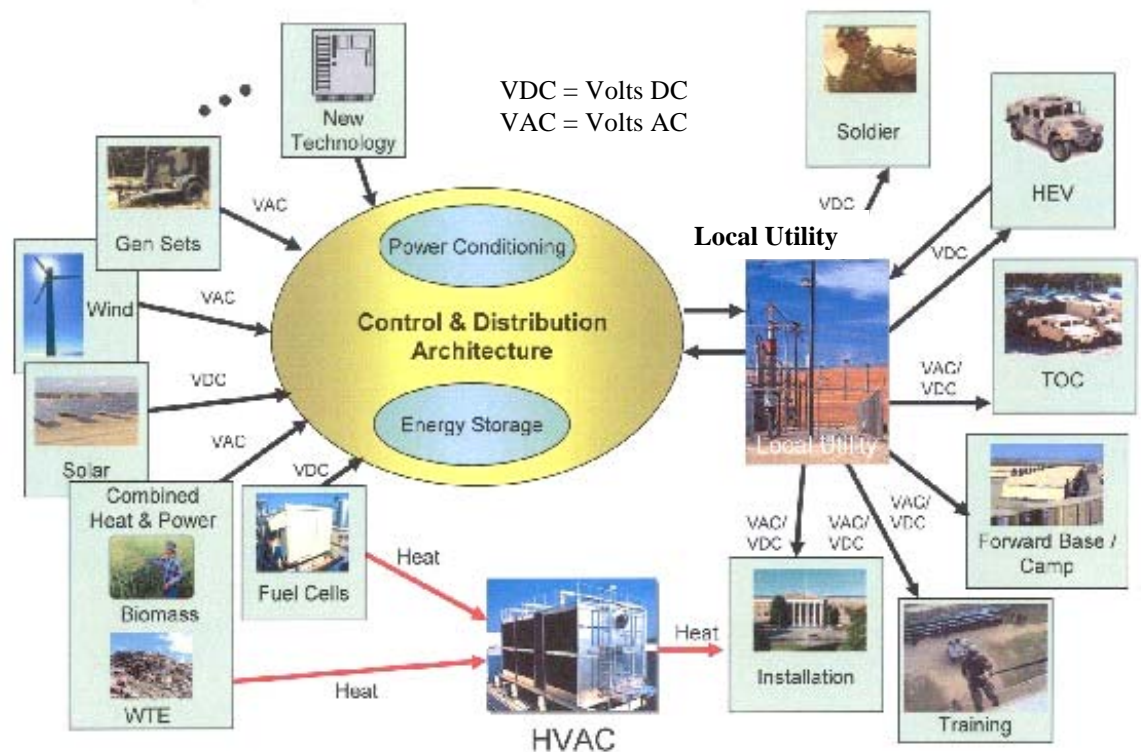 VDC = Volts DC
VAC = Volts AC
New
Technology
Soldier
HEV
Gen Sets
VAC
Power Conditioning
VDC
Local Utility
VDC
Wind
VAC
Control & Distribution
Architecture
TOC
VAC/
VDC
Solar
VDC
VAC
Energy Storage
Local Utility
VDC
Combined
Heat & Power
Biomass
WTE
Fuel Cells
Heat
Heat
HVAC
Heat
VAC/
VDC
VAC/
VDC
VAC/
VDC
Forward Base /
Camp
Installation
Training